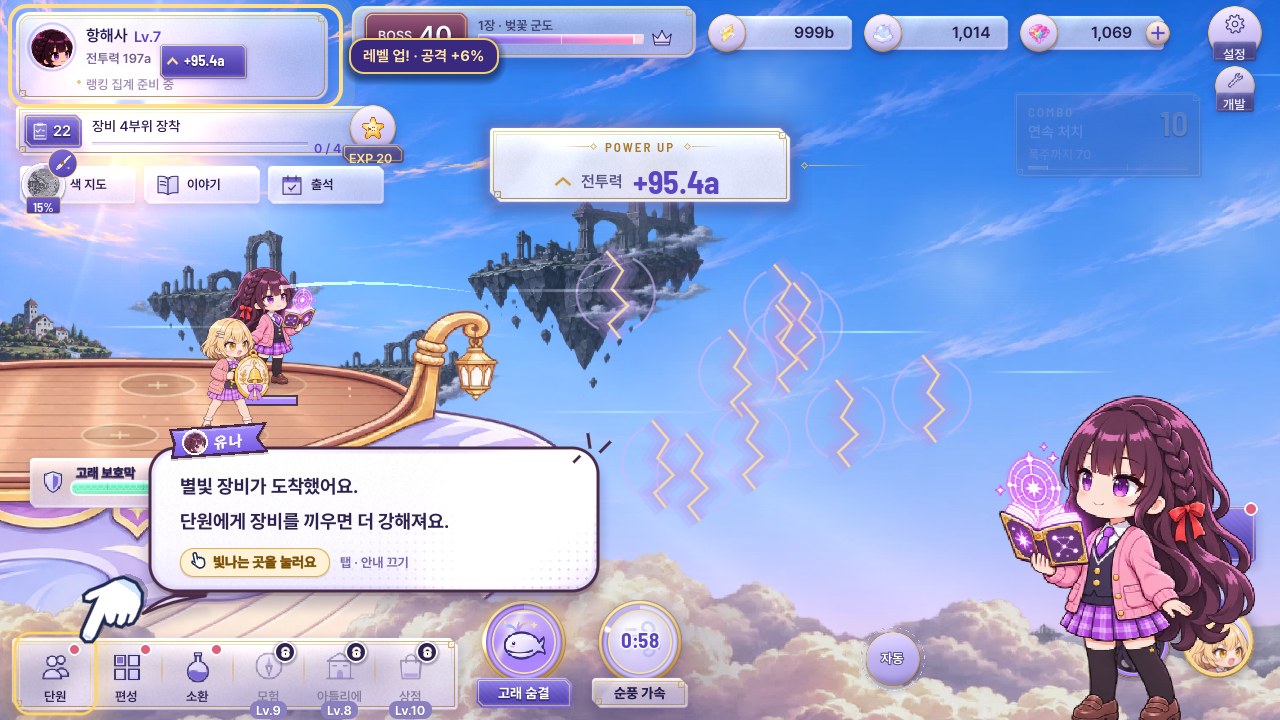 항해사 Lv.7
전투력 197a
+95.4a
랭킹 집계 준비 중
BOSS 40
1장 · 벚꽃 군도
레벨 업! · 공격 +6%
999b
1,014
1,069
설정
개발
22
장비 4부위 장착
0 / 4
EXP 20
색 지도
15%
이야기
출석
POWER UP
전투력 +95.4a
COMBO
연속 처치
10
폭주까지 70
유나
별빛 장비가 도착했어요.
단원에게 장비를 끼우면 더 강해져요.
빛나는 곳을 눌러요
탭 · 안내 끄기
고래 보호막
단원
편성
소환
모험
Lv.9
아틀리에
Lv.8
상점
Lv.10
고래 숨결
0:58
순풍 가속
자동